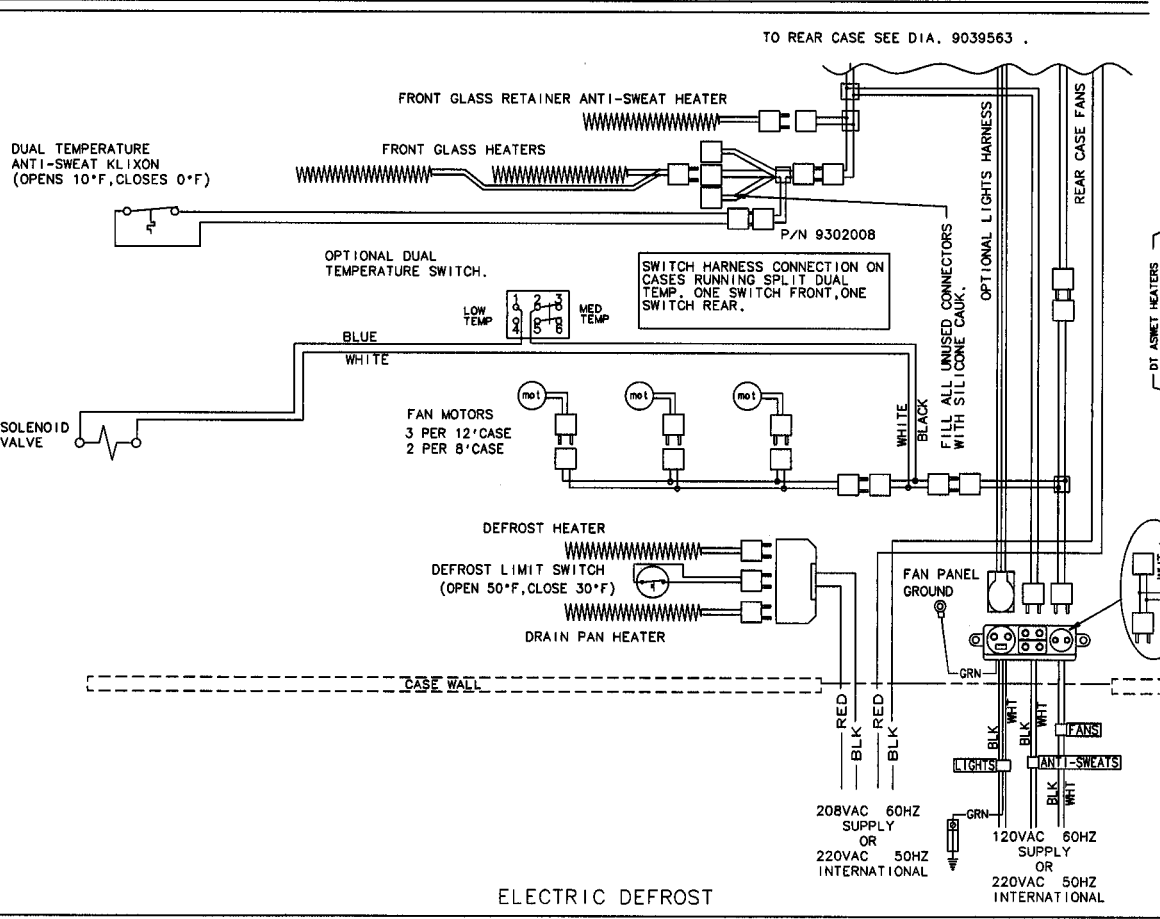 TO REAR CASE SEE DIA. 9039563 .
FRONT GLASS RETAINER ANTI-SWEAT HEATER
DUAL TEMPERATURE
ANTI-SWEAT KLIXON
(OPENS 10°F,CLOSES 0°F)
FRONT GLASS HEATERS
OPTIONAL LIGHTS HARNESS
REAR CASE FANS
P/N 9302008
OPTIONAL DUAL
TEMPERATURE SWITCH.
SWITCH HARNESS CONNECTION ON
CASES RUNNING SPLIT DUAL
TEMP. ONE SWITCH FRONT,ONE
SWITCH REAR.
FILL ALL UNUSED CONNECTORS
WITH SILICONE CAUK.
DT ASWET HEATERS
LOW
TEMP
1 2 3
4 5 6
MED
TEMP
BLUE
WHITE
SOLENOID
VALVE
FAN MOTORS
3 PER 12'CASE
2 PER 8'CASE
mot
mot
mot
WHITE
BLACK
DEFROST HEATER
DEFROST LIMIT SWITCH
(OPEN 50°F,CLOSE 30°F)
DRAIN PAN HEATER
FAN PANEL
GROUND
GRN
CASE WALL
RED
BLK
RED
BLK
BLK
WHT
BLK
WHT
FANS
LIGHTS
ANTI-SWEATS
BLK
WHT
GRN
208VAC 60HZ
SUPPLY
OR
220VAC 50HZ
INTERNATIONAL
120VAC 60HZ
SUPPLY
OR
220VAC 50HZ
INTERNATIONAL
ELECTRIC DEFROST